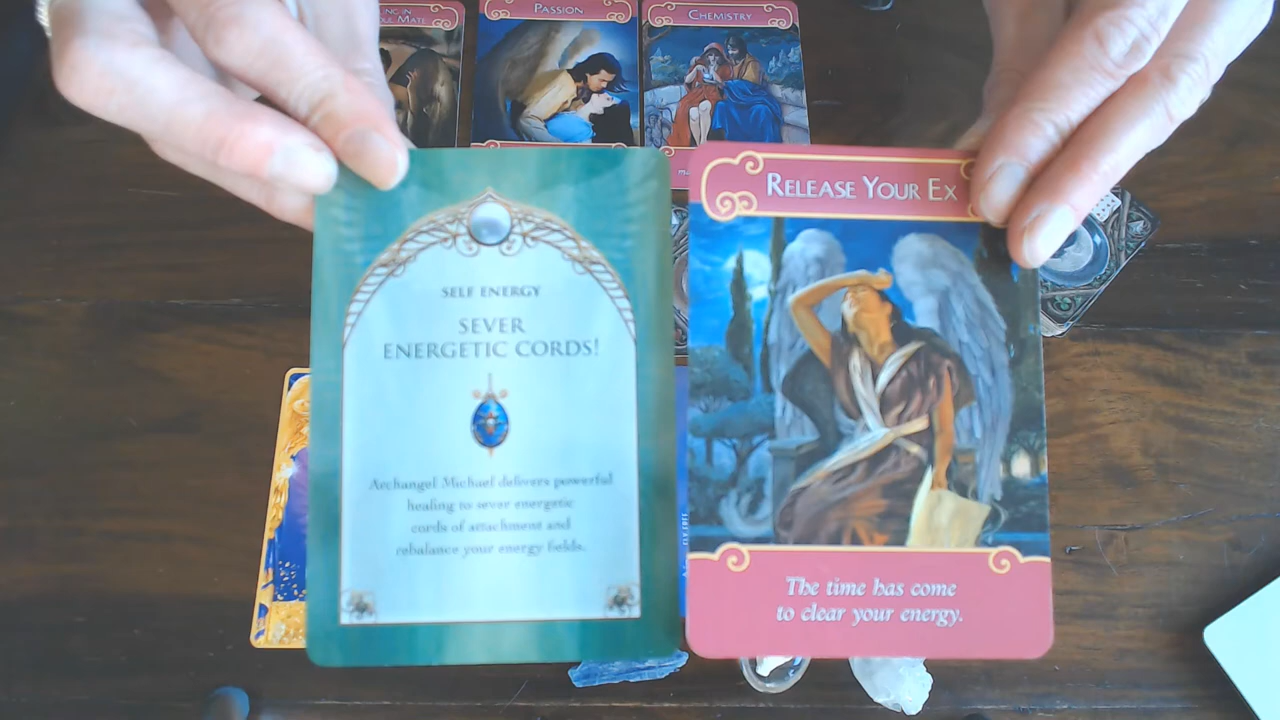 PASSION
CHEMISTRY
SELF ENERGY
SEVER
ENERGETIC CORDS!
Archangel Michael delivers powerful
healing to sever energetic
cords of attachment and
rebalance your energy fields.
RELEASE YOUR EX
The time has come
to clear your energy.